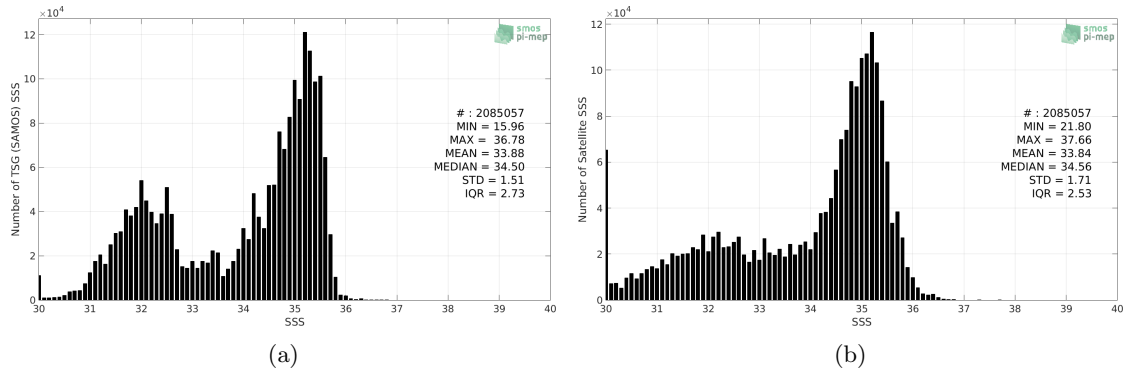 ×10⁴
smos
pi-mep
12
10
8
6
4
2
0
Number of TSG (SAMOS) SSS
# : 2085057
MIN = 15.96
MAX = 36.78
MEAN = 33.88
MEDIAN = 34.50
STD = 1.51
IQR = 2.73
30 31 32 33 34 35 36 37 38 39 40
SSS
(a)
×10⁴
smos
pi-mep
12
10
8
6
4
2
0
Number of Satellite SSS
# : 2085057
MIN = 21.80
MAX = 37.66
MEAN = 33.84
MEDIAN = 34.56
STD = 1.71
IQR = 2.53
30 31 32 33 34 35 36 37 38 39 40
SSS
(b)